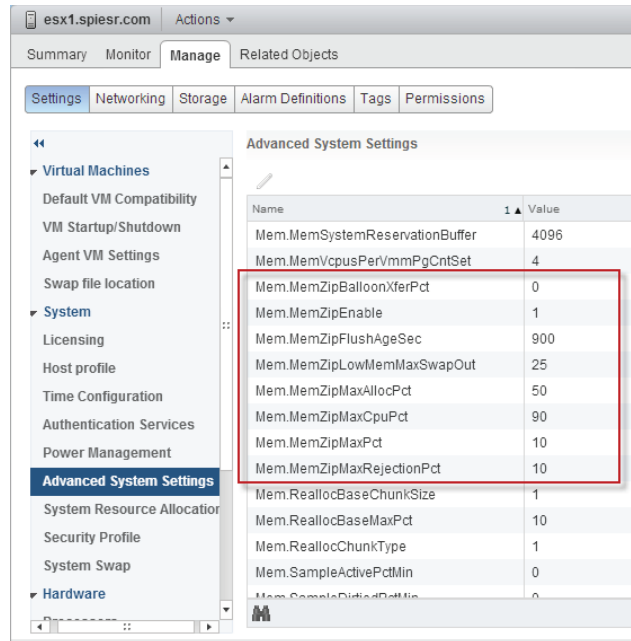 esx1.spiesr.com Actions
Summary Monitor Manage Related Objects
Settings Networking Storage Alarm Definitions Tags Permissions
Virtual Machines
Default VM Compatibility
VM Startup/Shutdown
Agent VM Settings
Swap file location
System
Licensing
Host profile
Time Configuration
Authentication Services
Power Management
Advanced System Settings
System Resource Allocation
Security Profile
System Swap
Hardware
Advanced System Settings
Name 1 Value
Mem.MemSystemReservationBuffer 4096
Mem.MemVcpusPerVmmPgCntSet 4
Mem.MemZipBalloonXferPct 0
Mem.MemZipEnable 1
Mem.MemZipFlushAgeSec 900
Mem.MemZipLowMemMaxSwapOut 25
Mem.MemZipMaxAllocPct 50
Mem.MemZipMaxCpuPct 90
Mem.MemZipMaxPct 10
Mem.MemZipMaxRejectionPct 10
Mem.ReallocBaseChunkSize 1
Mem.ReallocBaseMaxPct 10
Mem.ReallocChunkType 1
Mem.SampleActivePctMin 0
Mem.SampleDirtiedPctMin 0